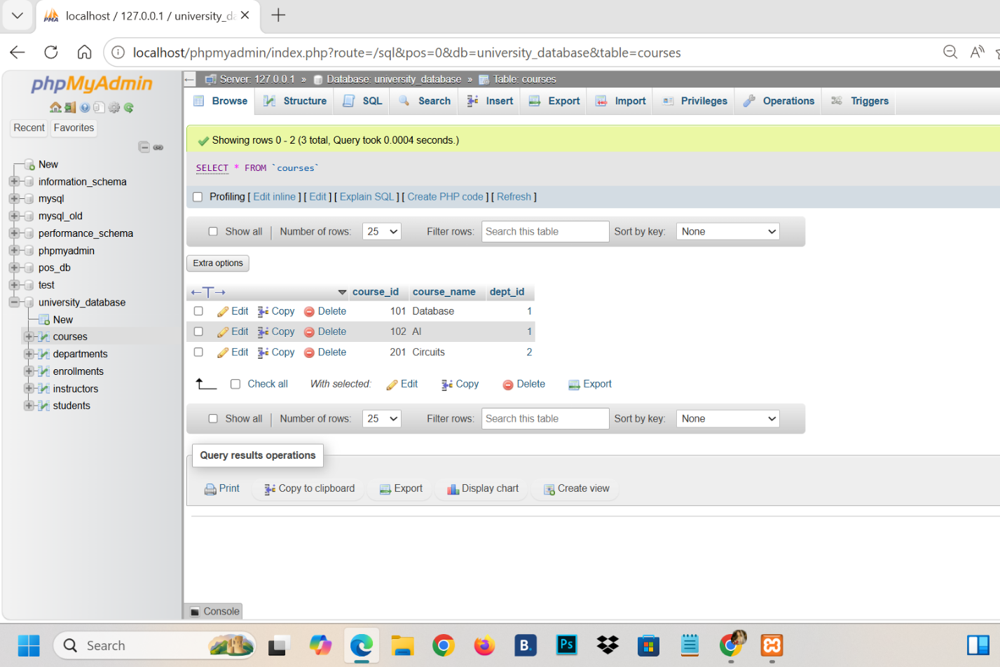 localhost / 127.0.0.1 / university_da
localhost/phpmyadmin/index.php?route=/sql&pos=0&db=university_database&table=courses
phpMyAdmin
Recent Favorites
New
information_schema
mysql
mysql_old
performance_schema
phpmyadmin
pos_db
test
university_database
New
courses
departments
enrollments
instructors
students
Server: 127.0.0.1 » Database: university_database » Table: courses
Browse Structure SQL Search Insert Export Import Privileges Operations Triggers
Showing rows 0 - 2 (3 total, Query took 0.0004 seconds.)
SELECT * FROM `courses`
Profiling [ Edit inline ] [ Edit ] [ Explain SQL ] [ Create PHP code ] [ Refresh ]
Show all | Number of rows: 25 Filter rows: Search this table Sort by key: None
Extra options
←T→ course_id course_name dept_id
Edit Copy Delete 101 Database 1
Edit Copy Delete 102 AI 1
Edit Copy Delete 201 Circuits 2
Check all With selected: Edit Copy Delete Export
Show all | Number of rows: 25 Filter rows: Search this table Sort by key: None
Query results operations
Print Copy to clipboard Export Display chart Create view
Console
Search
B.
Ps